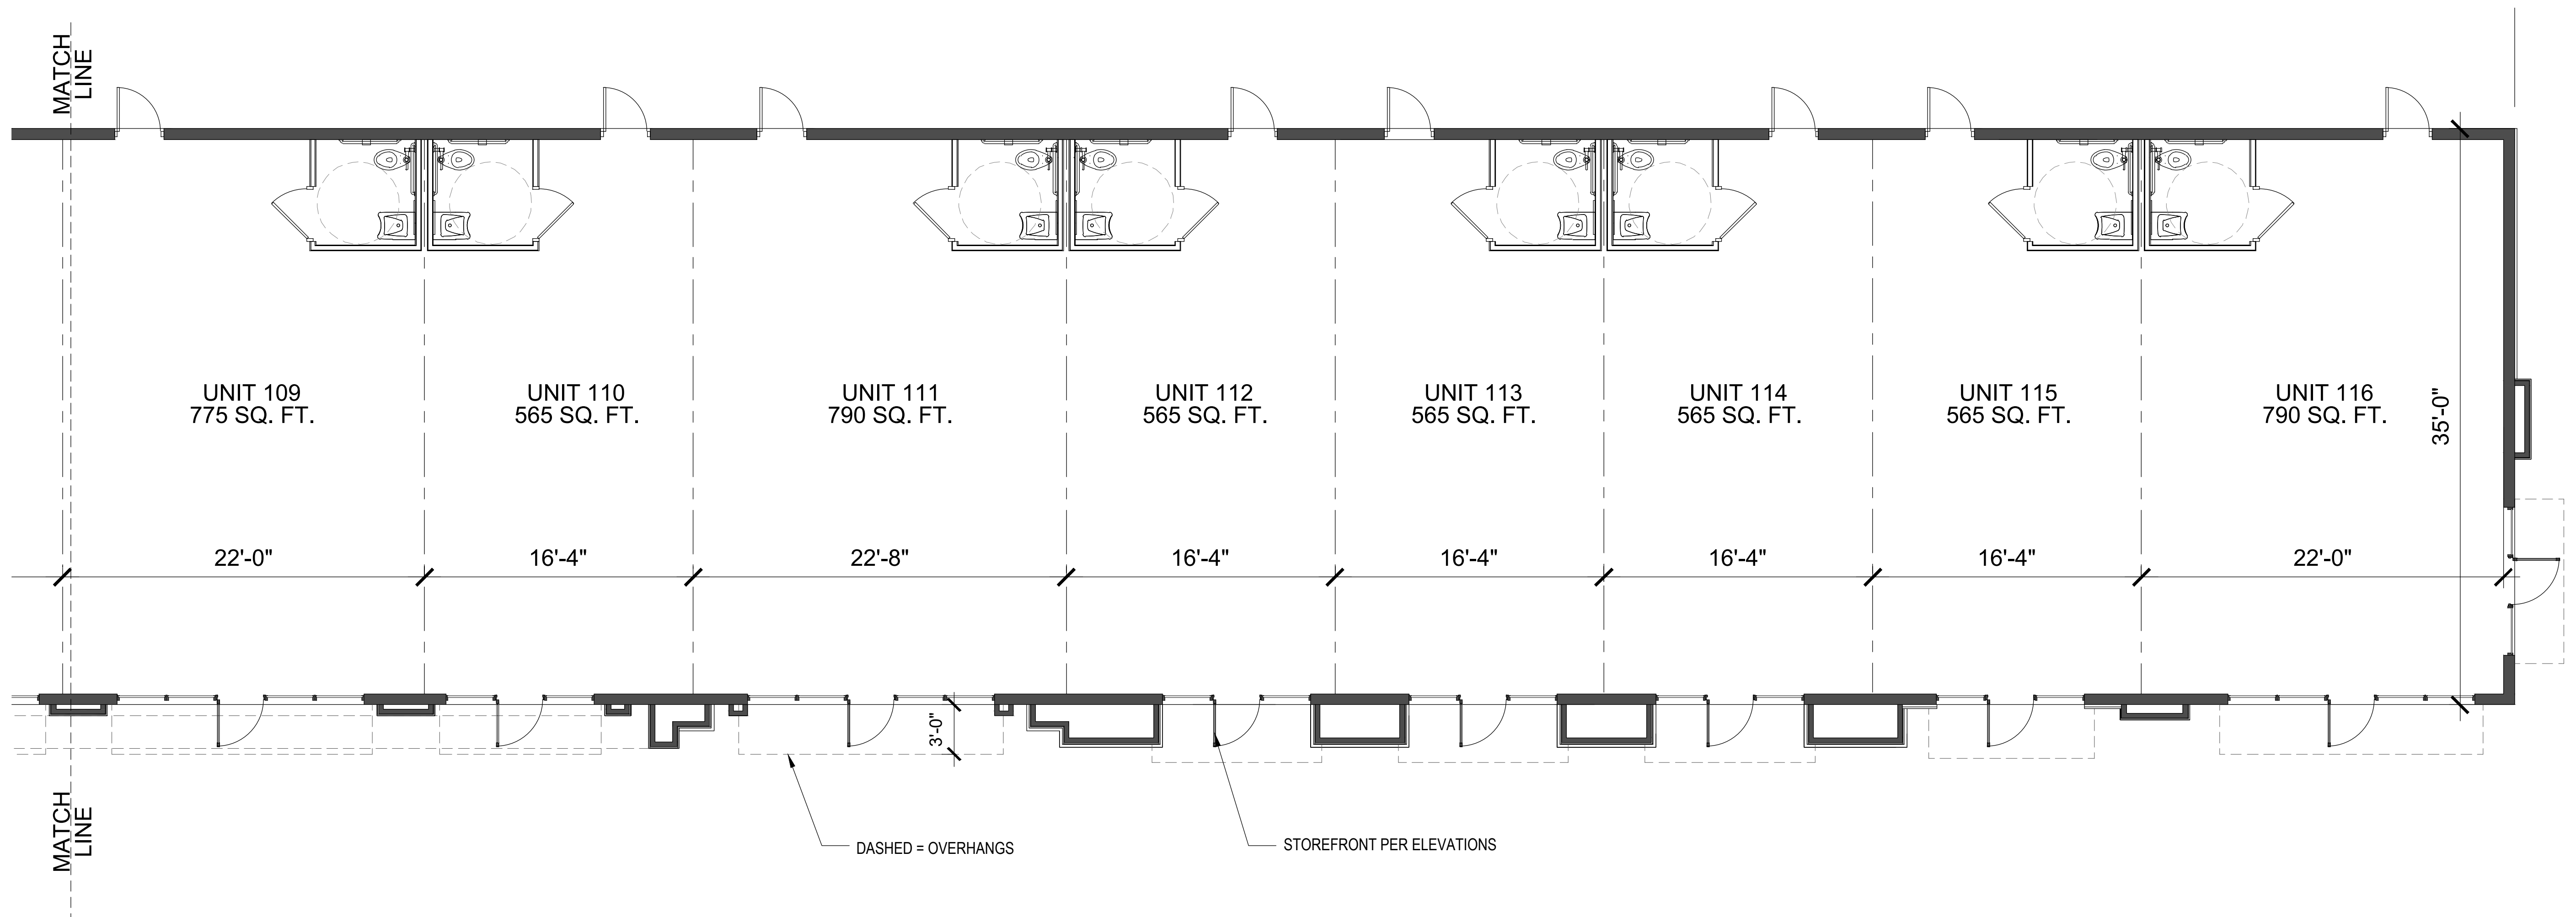 MATCH
LINE
UNIT 109
775 SQ. FT.
UNIT 110
565 SQ. FT.
UNIT 111
790 SQ. FT.
UNIT 112
565 SQ. FT.
UNIT 113
565 SQ. FT.
UNIT 114
565 SQ. FT.
UNIT 115
565 SQ. FT.
UNIT 116
790 SQ. FT.
35'-0"
22'-0"
16'-4"
22'-8"
16'-4"
16'-4"
16'-4"
16'-4"
22'-0"
3'-0"
MATCH
LINE
DASHED = OVERHANGS
STOREFRONT PER ELEVATIONS